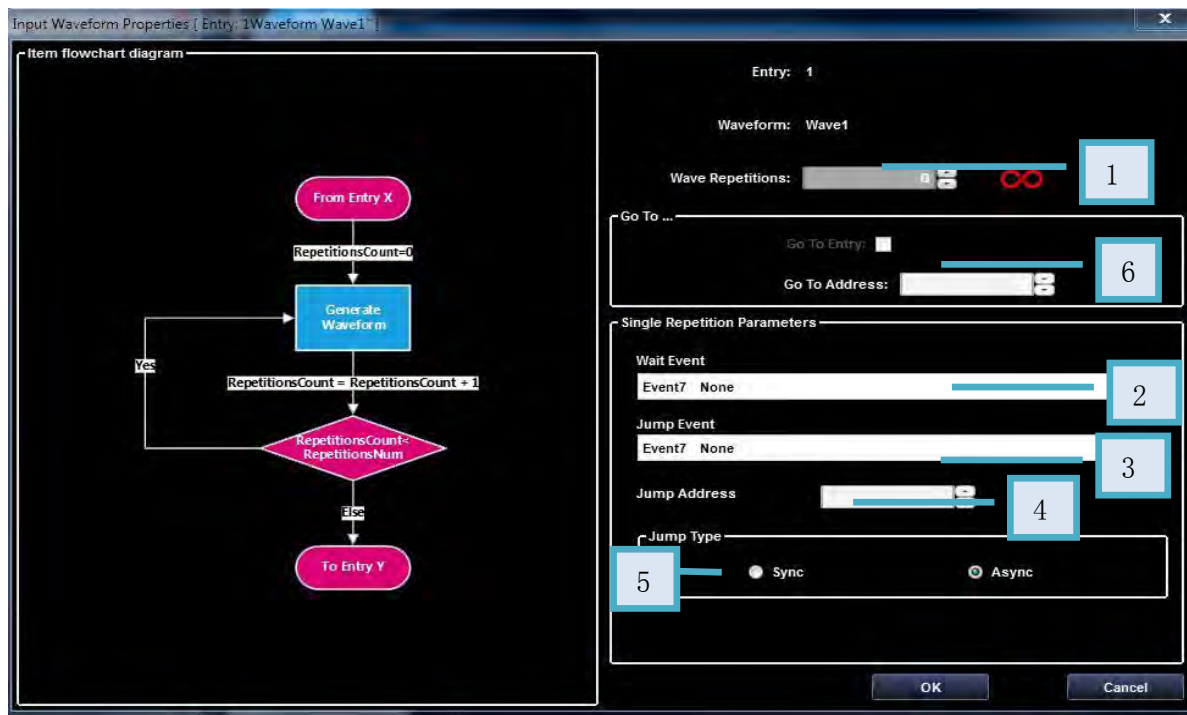 Input Waveform Properties [ Entry: 1Waveform Wave1~]
Item flowchart diagram
From Entry X
RepetitionsCount=0
Generate
Waveform
Yes
RepetitionsCount = RepetitionsCount + 1
RepetitionsCount<
RepetitionsNum
Else
To Entry Y
Entry: 1
Waveform: Wave1
Wave Repetitions:
1
Go To ...
Go To Entry:
Go To Address:
6
Single Repetition Parameters
Wait Event
Event7 None
2
Jump Event
Event7 None
3
Jump Address
4
Jump Type
5
Sync
Async
OK
Cancel